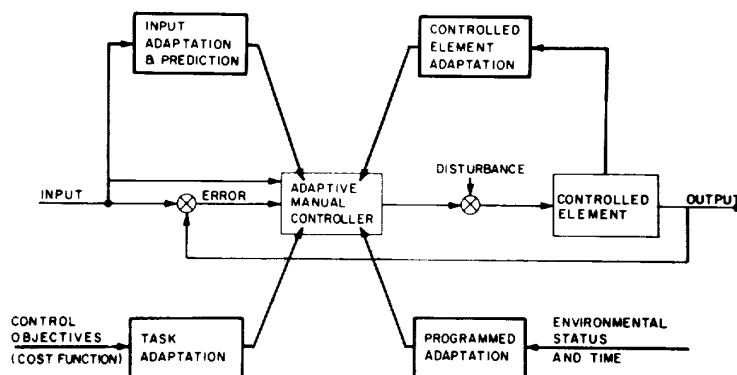 INPUT
ADAPTATION
& PREDICTION
CONTROLLED
ELEMENT
ADAPTATION
INPUT
ERROR
ADAPTIVE
MANUAL
CONTROLLER
DISTURBANCE
CONTROLLED
ELEMENT
OUTPUT
CONTROL
OBJECTIVES
(COST FUNCTION)
TASK
ADAPTATION
PROGRAMMED
ADAPTATION
ENVIRONMENTAL
STATUS
AND TIME